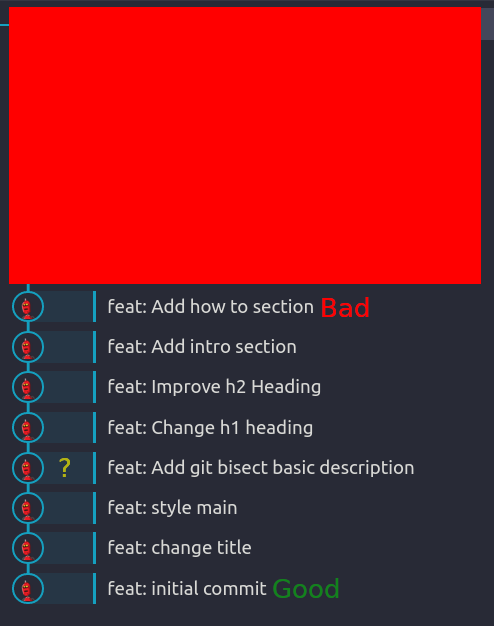 feat: Add how to section Bad
feat: Add intro section
feat: Improve h2 Heading
feat: Change h1 heading
? feat: Add git bisect basic description
feat: style main
feat: change title
feat: initial commit Good